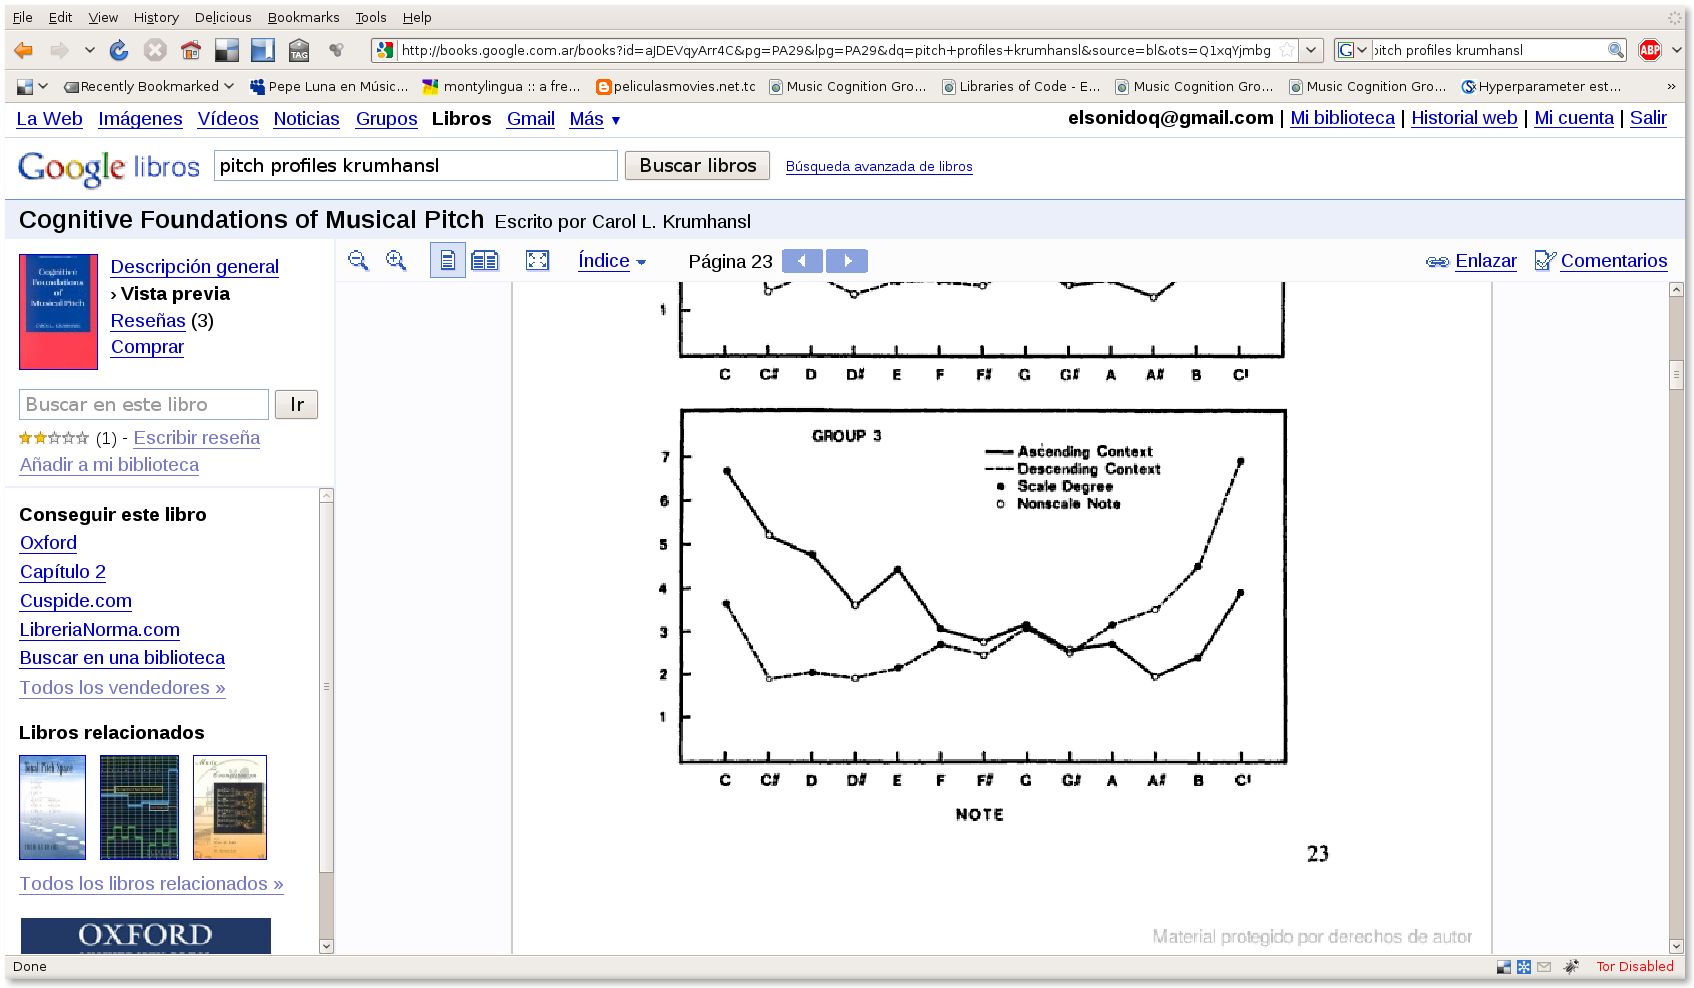 File Edit View History Delicious Bookmarks Tools Help
http://books.google.com.ar/books?id=aJDEVqyArr4C&pg=PA29&lpg=PA29&dq=pitch+profiles+krumhansl&source=bl&ots=Q1xqYjmbg pitch profiles krumhansl ABP
Recently Bookmarked Pepe Luna en Músic... montylingua :: a fre... peliculasmovies.net.tc Music Cognition Gro... Libraries of Code - E... Music Cognition Gro... Music Cognition Gro... Hyperparameter est... »
La Web Imágenes Vídeos Noticias Grupos Libros Gmail Más ▼ elsonidoq@gmail.com | Mi biblioteca | Historial web | Mi cuenta | Salir
Google libros pitch profiles krumhansl Buscar libros Búsqueda avanzada de libros
Cognitive Foundations of Musical Pitch Escrito por Carol L. Krumhansl
Índice Página 23 Enlazar Comentarios
Cognitive
Foundations
of
Musical Pitch
Descripción general
› Vista previa
Reseñas (3)
Comprar
Buscar en este libro Ir
(1) - Escribir reseña
Añadir a mi biblioteca
Conseguir este libro
Oxford
Capítulo 2
Cuspide.com
LibreriaNorma.com
Buscar en una biblioteca
Todos los vendedores »
Libros relacionados
Tonal Pitch Space
Todos los libros relacionados »
OXFORD
1
C C# D D# E F F# G G# A A# B C'
GROUP 3
Ascending Context
Descending Context
Scale Degree
Nonscale Note
7
6
5
4
3
2
1
C C# D D# E F F# G G# A A# B C'
NOTE
23
Material protegido por derechos de autor
Done Tor Disabled